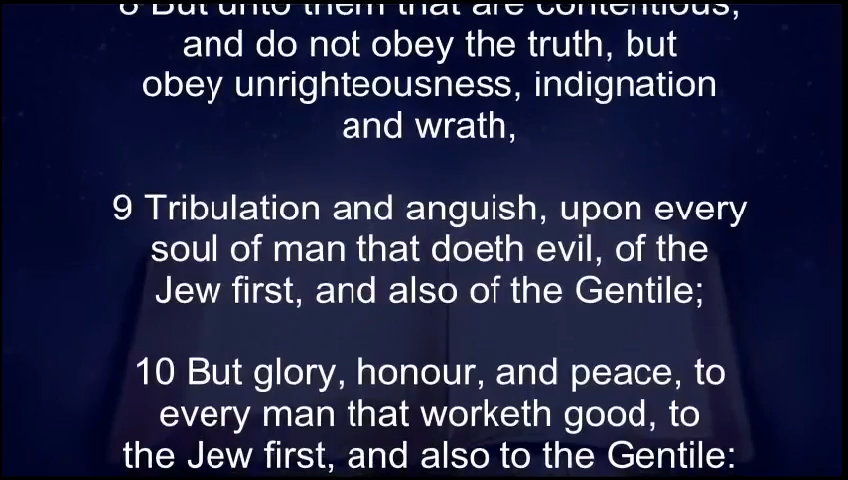 8 But unto them that are contentious,
and do not obey the truth, but
obey unrighteousness, indignation
and wrath,
9 Tribulation and anguish, upon every
soul of man that doeth evil, of the
Jew first, and also of the Gentile;
10 But glory, honour, and peace, to
every man that worketh good, to
the Jew first, and also to the Gentile: